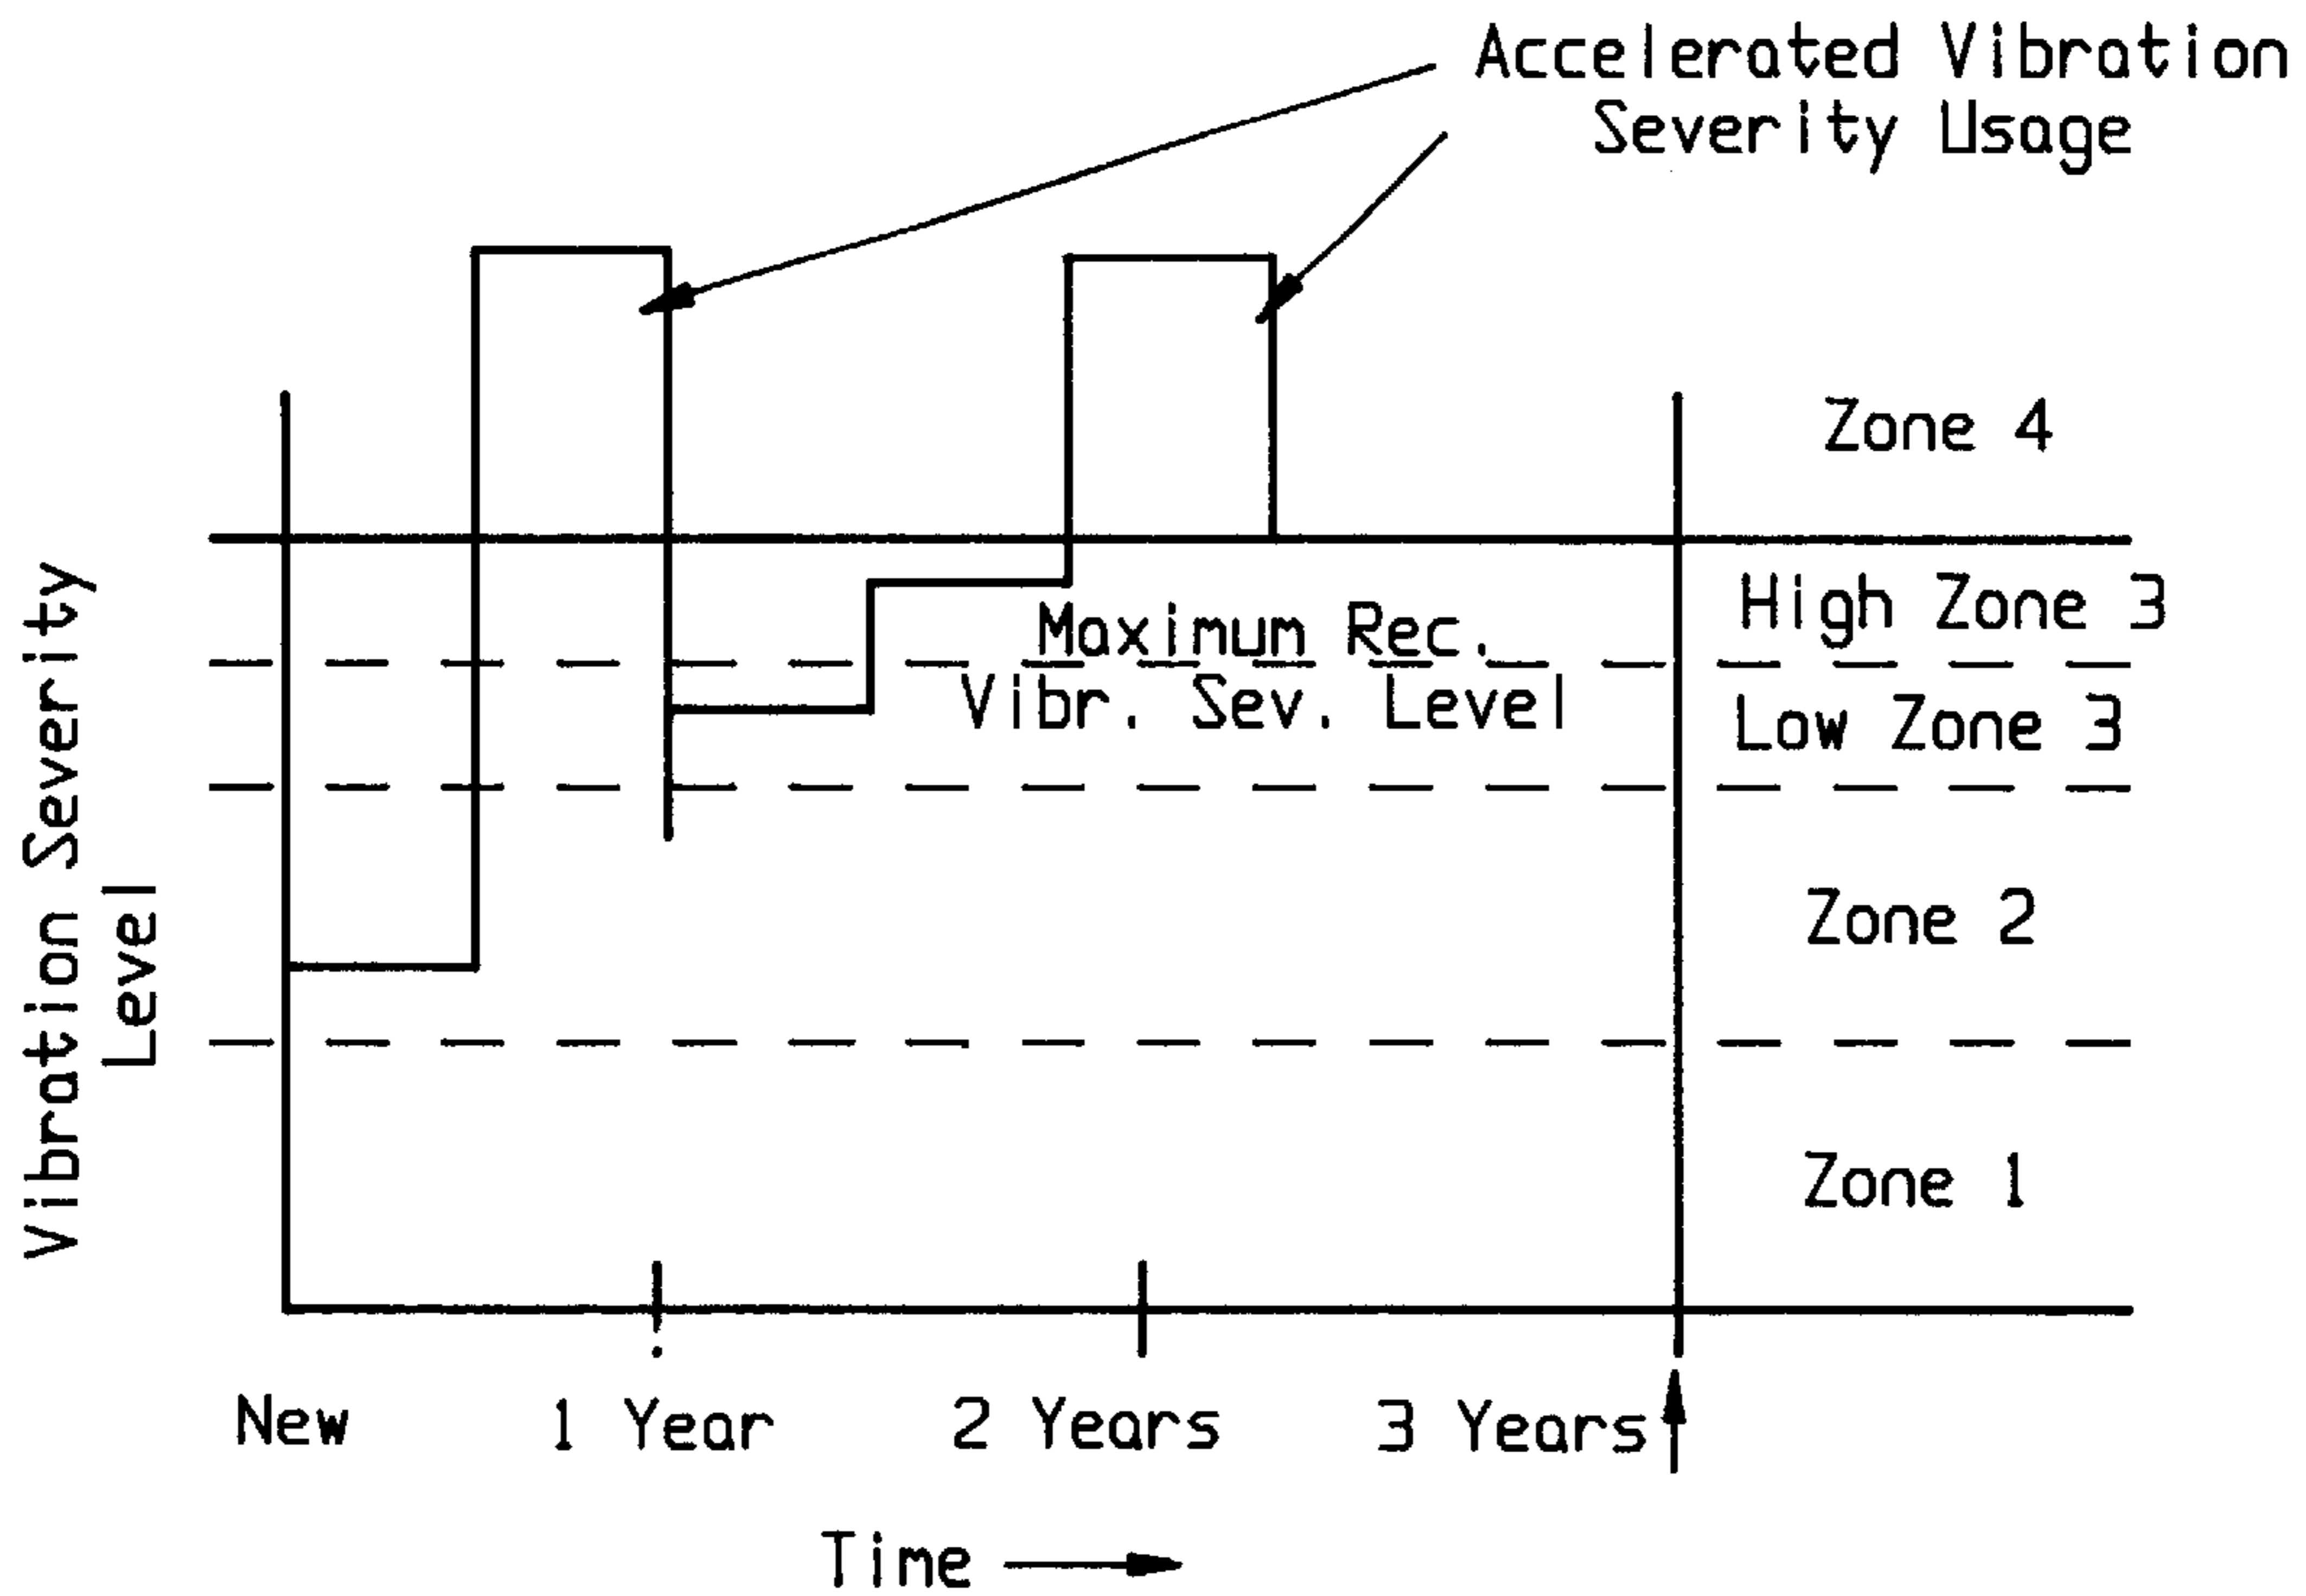 Accelerated Vibration
Severity Usage
Zone 4
High Zone 3
Maximum Rec.
Vibr. Sev. Level
Low Zone 3
Zone 2
Zone 1
Vibration Severity
Level
New
1 Year
2 Years
3 Years
Time